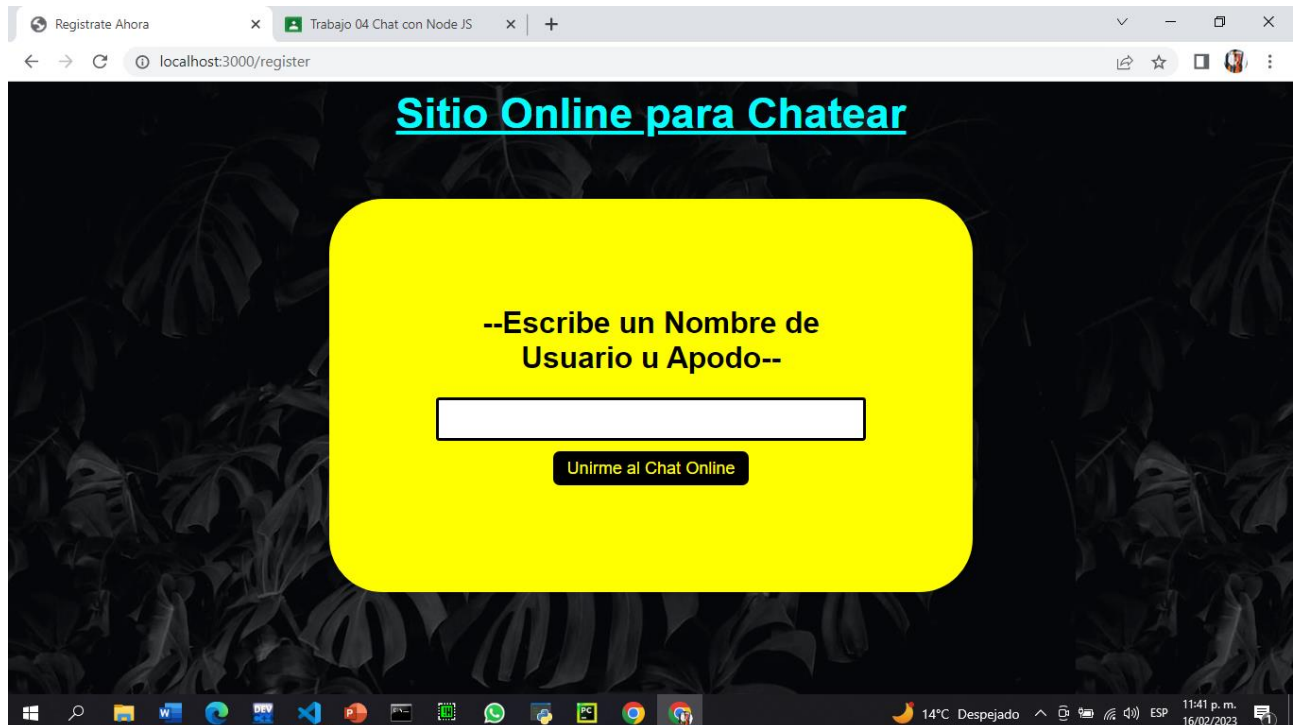 Registrate Ahora
Trabajo 04 Chat con Node JS
localhost:3000/register
Sitio Online para Chatear
--Escribe un Nombre de
Usuario u Apodo--
Unirme al Chat Online
14°C Despejado
ESP
11:41 p. m.
16/02/2023